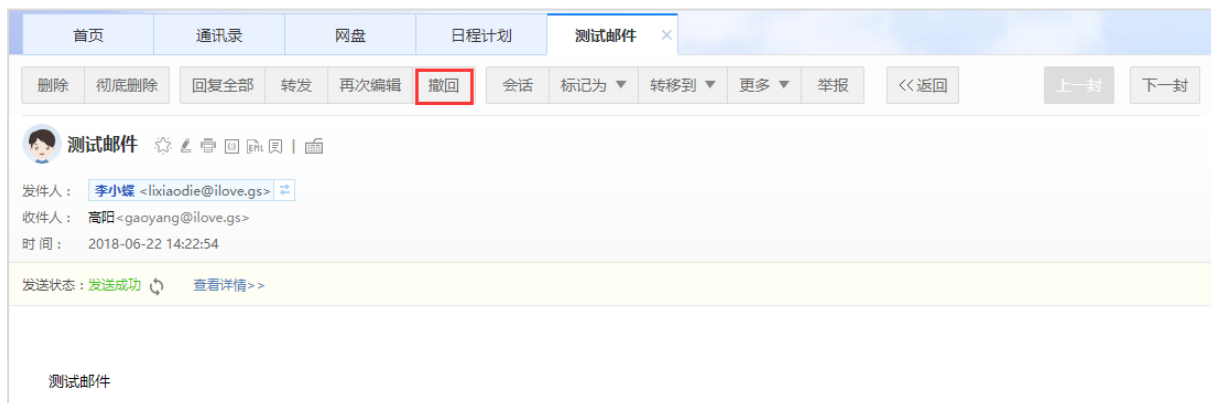 首页 通讯录 网盘 日程计划 测试邮件 ×
删除 彻底删除 回复全部 转发 再次编辑 撤回 会话 标记为 ▼ 转移到 ▼ 更多 ▼ 举报 <<返回 上一封 下一封
测试邮件 EML
发件人: 李小蝶 <lixiaodie@ilove.gs>
收件人: 高阳<gaoyang@ilove.gs>
时 间: 2018-06-22 14:22:54
发送状态:发送成功 查看详情>>
测试邮件